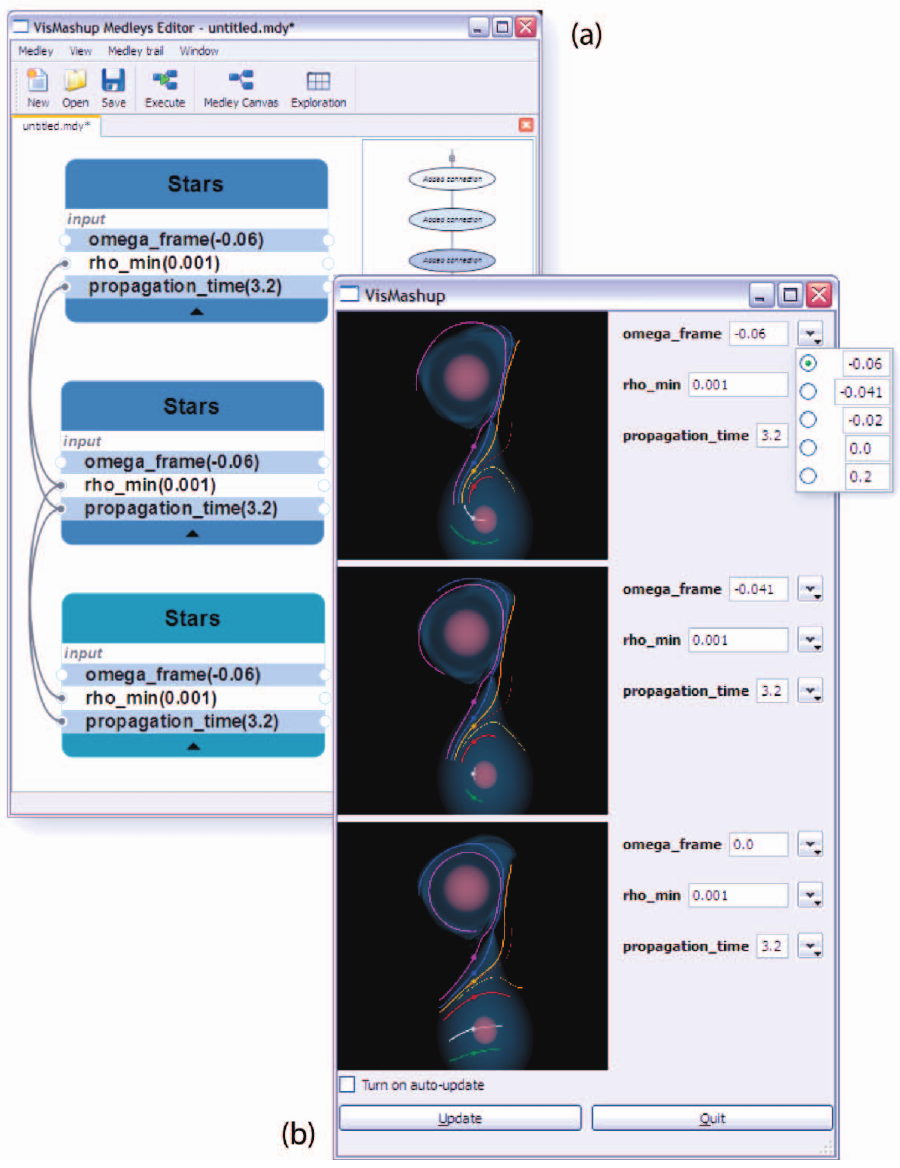 VisMashup Medleys Editor - untitled.mdy*
(a)
Medley View Medley trail Window
New Open Save Execute Medley Canvas Exploration
untitled.mdy*
Stars
input
omega_frame(-0.06)
rho_min(0.001)
propagation_time(3.2)
Added connection
Added connection
Added connection
Stars
input
omega_frame(-0.06)
rho_min(0.001)
propagation_time(3.2)
Stars
input
omega_frame(-0.06)
rho_min(0.001)
propagation_time(3.2)
VisMashup
omega_frame -0.06
rho_min 0.001
propagation_time 3.2
-0.06
-0.041
-0.02
0.0
0.2
omega_frame -0.041
rho_min 0.001
propagation_time 3.2
omega_frame 0.0
rho_min 0.001
propagation_time 3.2
Turn on auto-update
Update Quit
(b)